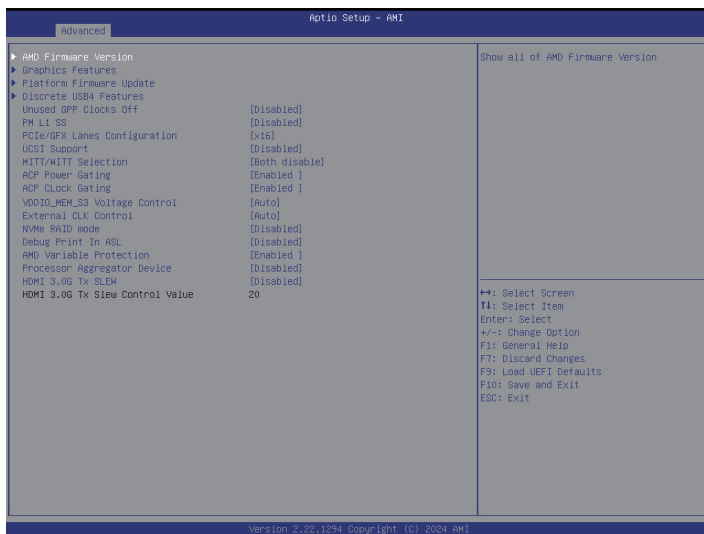 Aptio Setup – AMI
Advanced
AMD Firmware Version
Graphics Features
Platform Firmware Update
Discrete USB4 Features
Unused GPP Clocks Off [Disabled]
PM L1 SS [Disabled]
PCIe/GFX Lanes Configuration [x16]
UCSI Support [Disabled]
MITT/WITT Selection [Both disable]
ACP Power Gating [Enabled ]
ACP CLock Gating [Enabled ]
VDDIO_MEM_S3 Voltage Control [Auto]
External CLK Control [Auto]
NVMe RAID mode [Disabled]
Debug Print In ASL [Disabled]
AMD Variable Protection [Enabled ]
Processor Aggregator Device [Disabled]
HDMI 3.0G Tx SLEW [Disabled]
HDMI 3.0G Tx Slew Control Value 20
Show all of AMD Firmware Version
↔: Select Screen
↑↓: Select Item
Enter: Select
+/-: Change Option
F1: General Help
F7: Discard Changes
F9: Load UEFI Defaults
F10: Save and Exit
ESC: Exit
Version 2.22.1294 Copyright (C) 2024 AMI